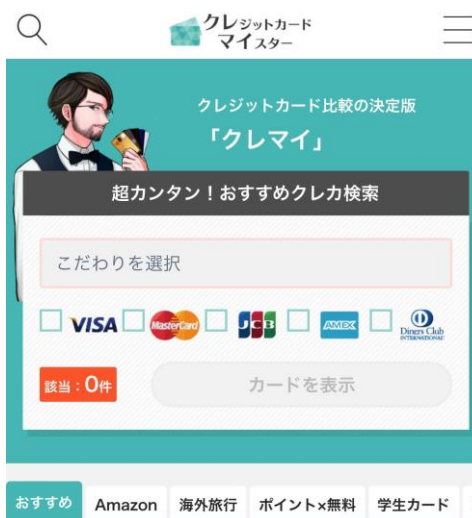 クレジットカード
マイスター
クレジットカード比較の決定版
「クレマイ」
超カンタン！おすすめクレカ検索
こだわりを選択
VISA MasterCard JCB AMEX Diners Club
INTERNATIONAL
該当：0件 カードを表示
おすすめ Amazon 海外旅行 ポイント×無料 学生カード